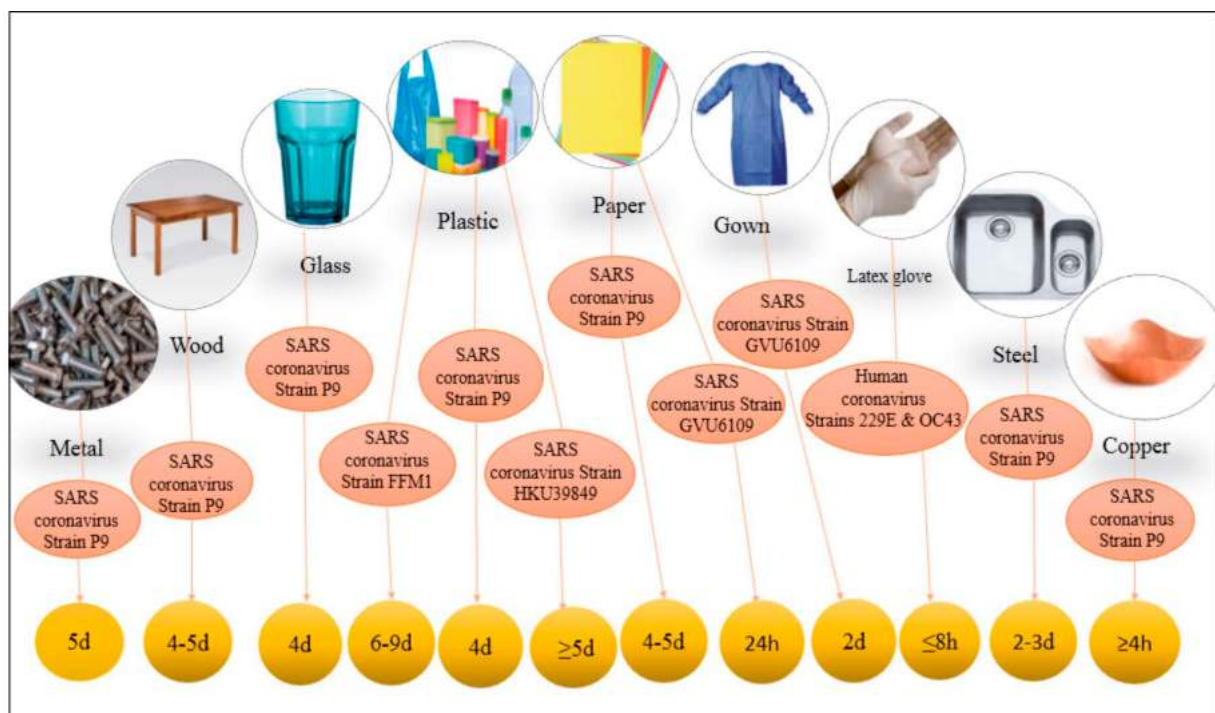 Metal
SARS
coronavirus
Strain P9
5d
Wood
SARS
coronavirus
Strain P9
4-5d
Glass
SARS
coronavirus
Strain P9
4d
Plastic
SARS
coronavirus
Strain FFM1
6-9d
SARS
coronavirus
Strain P9
4d
SARS
coronavirus Strain
HKU39849
≥5d
Paper
SARS
coronavirus
Strain P9
4-5d
SARS
coronavirus Strain
GVU6109
24h
Gown
SARS
coronavirus Strain
GVU6109
2d
Latex glove
Human
coronavirus
Strains 229E & OC43
≤8h
Steel
SARS
coronavirus
Strain P9
2-3d
Copper
SARS
coronavirus
Strain P9
≥4h